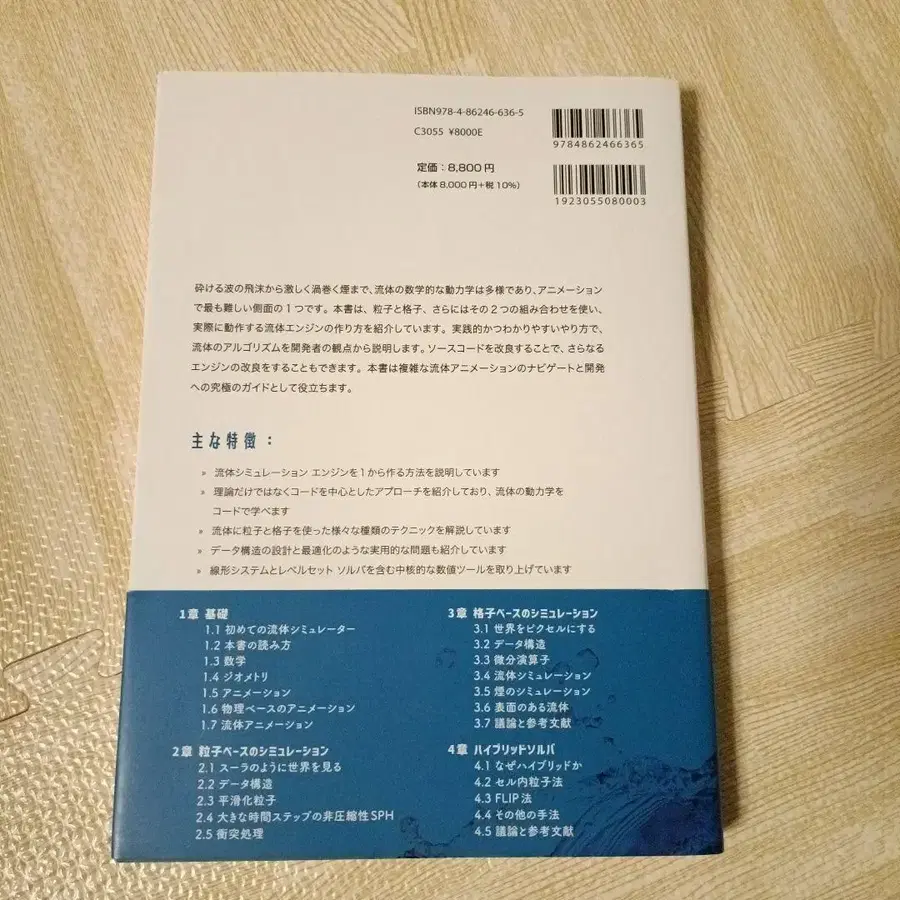 ISBN978-4-86246-636-5
C3055 ¥8000E
9784862466365
定価：8,800円
（本体8,000円+税10%）
1923055080003
砕ける波の飛沫から激しく渦巻く煙まで、流体の数学的な動力学は多様であり、アニメーション
で最も難しい側面の1つです。本書は、粒子と格子、さらにはその2つの組み合わせを使い、
実際に動作する流体エンジンの作り方を紹介しています。実践的かつわかりやすいやり方で、
流体のアルゴリズムを開発者の観点から説明します。ソースコードを改良することで、さらなる
エンジンの改良をすることもできます。本書は複雑な流体アニメーションのナビゲートと開発
への究極のガイドとして役立ちます。
主な特徴：
» 流体シミュレーション エンジンを1から作る方法を説明しています
» 理論だけではなくコードを中心としたアプローチを紹介しており、流体の動力学を
コードで学べます
» 流体に粒子と格子を使った様々な種類のテクニックを解説しています
» データ構造の設計と最適化のような実用的な問題も紹介しています
» 線形システムとレベルセット ソルバを含む中核的な数値ツールを取り上げています
1章 基礎
1.1 初めての流体シミュレーター
1.2 本書の読み方
1.3 数学
1.4 ジオメトリ
1.5 アニメーション
1.6 物理ベースのアニメーション
1.7 流体アニメーション
2章 粒子ベースのシミュレーション
2.1 スーラのように世界を見る
2.2 データ構造
2.3 平滑化粒子
2.4 大きな時間ステップの非圧縮性SPH
2.5 衝突処理
3章 格子ベースのシミュレーション
3.1 世界をピクセルにする
3.2 データ構造
3.3 微分演算子
3.4 流体シミュレーション
3.5 煙のシミュレーション
3.6 表面のある流体
3.7 議論と参考文献
4章 ハイブリッドソルバ
4.1 なぜハイブリッドか
4.2 セル内粒子法
4.3 FLIP法
4.4 その他の手法
4.5 議論と参考文献